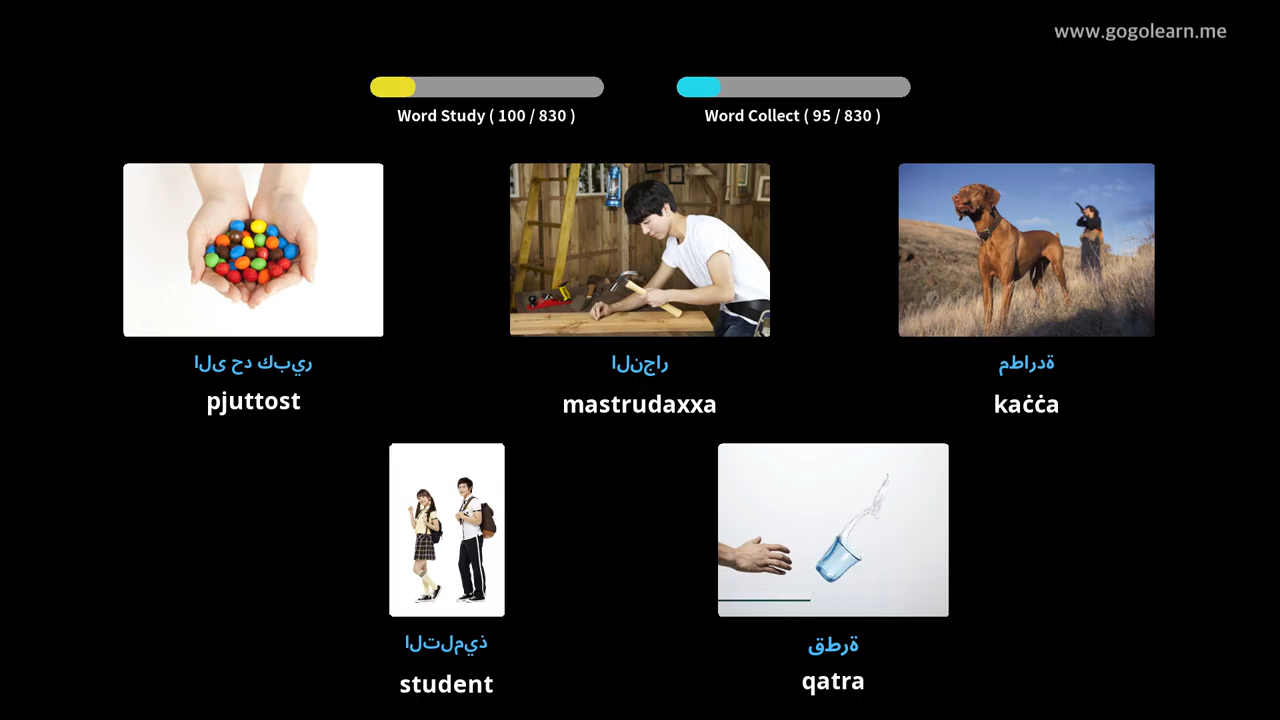 www.gogolearn.me
Word Study ( 100 / 830 )
Word Collect ( 95 / 830 )
الى حد كبير
pjuttost
النجار
mastrudaxxa
مطاردة
kaċċa
التلميذ
student
قطرة
qatra